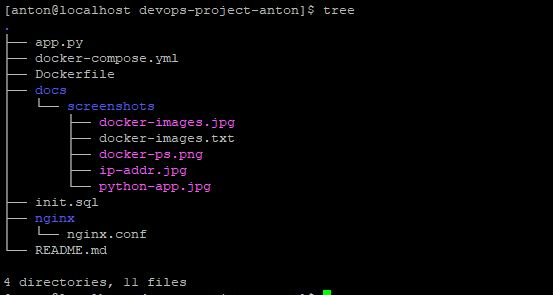 [anton@localhost devops-project-anton]$ tree
.
├── app.py
├── docker-compose.yml
├── Dockerfile
├── docs
│   └── screenshots
│       ├── docker-images.jpg
│       ├── docker-images.txt
│       ├── docker-ps.png
│       ├── ip-addr.jpg
│       └── python-app.jpg
├── init.sql
├── nginx
│   └── nginx.conf
└── README.md
4 directories, 11 files